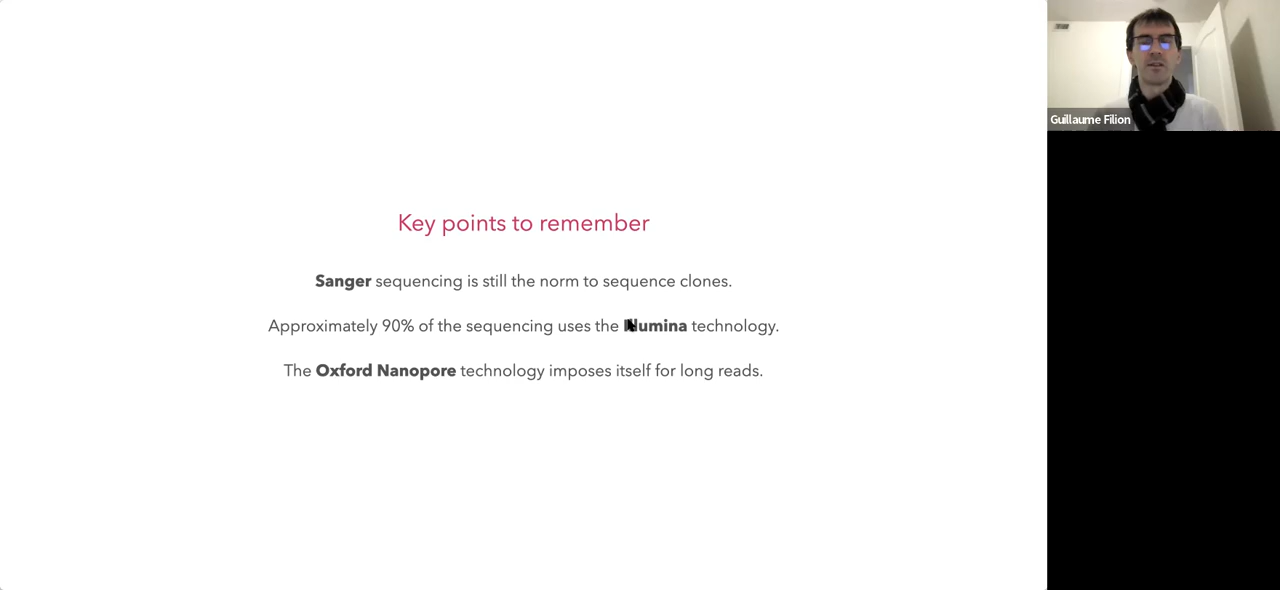 Key points to remember
Sanger sequencing is still the norm to sequence clones.
Approximately 90% of the sequencing uses the Illumina technology.
The Oxford Nanopore technology imposes itself for long reads.
Guillaume Filion